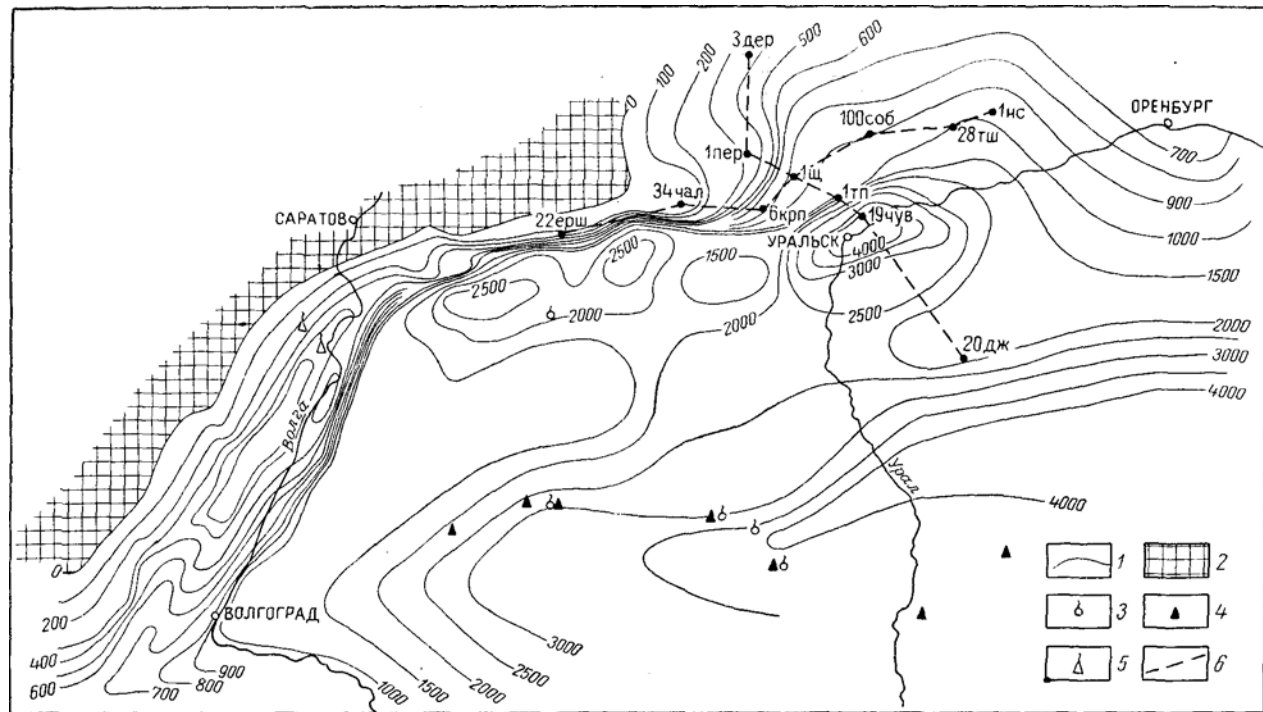 3дер
500
600
100
200
0
100соб
1нс
ОРЕНБУРГ
28тш
1пер
700
1щ
34чал
1тп
900
САРАТОВ
22ерш
6крп
19чув
УРАЛЬСК
1000
4000
2500
1500
3000
1500
2500
2500
2000
2000
2000
20дж
3000
4000
Волга
Урал
4000
0
1 2
200
ВОЛГОГРАД
3 4
3000
400
900
2500
5 6
600
800
1000
1500
2000
700